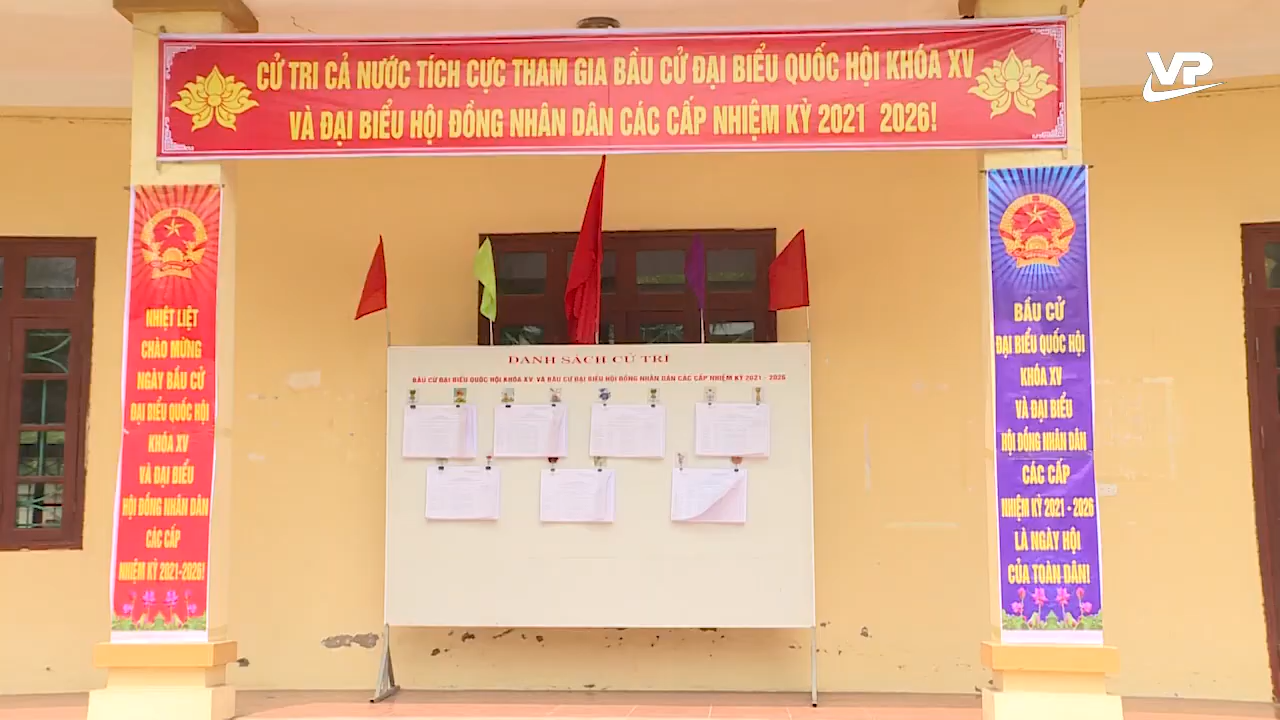 VP
CỬ TRI CẢ NƯỚC TÍCH CỰC THAM GIA BẦU CỬ ĐẠI BIỂU QUỐC HỘI KHÓA XV
VÀ ĐẠI BIỂU HỘI ĐỒNG NHÂN DÂN CÁC CẤP NHIỆM KỲ 2021 2026!
NHIỆT LIỆT
CHÀO MỪNG
NGÀY BẦU CỬ
ĐẠI BIỂU QUỐC HỘI
KHÓA XV
VÀ ĐẠI BIỂU
HỘI ĐỒNG NHÂN DÂN
CÁC CẤP
NHIỆM KỲ 2021-2026!
DANH SÁCH CỬ TRI
BẦU CỬ ĐẠI BIỂU QUỐC HỘI KHÓA XV VÀ BẦU CỬ ĐẠI BIỂU HỘI ĐỒNG NHÂN DÂN CÁC CẤP NHIỆM KỲ 2021 - 2026
BẦU CỬ
ĐẠI BIỂU QUỐC HỘI
KHÓA XV
VÀ ĐẠI BIỂU
HỘI ĐỒNG NHÂN DÂN
CÁC CẤP
NHIỆM KỲ 2021 - 2026
LÀ NGÀY HỘI
CỦA TOÀN DÂN!